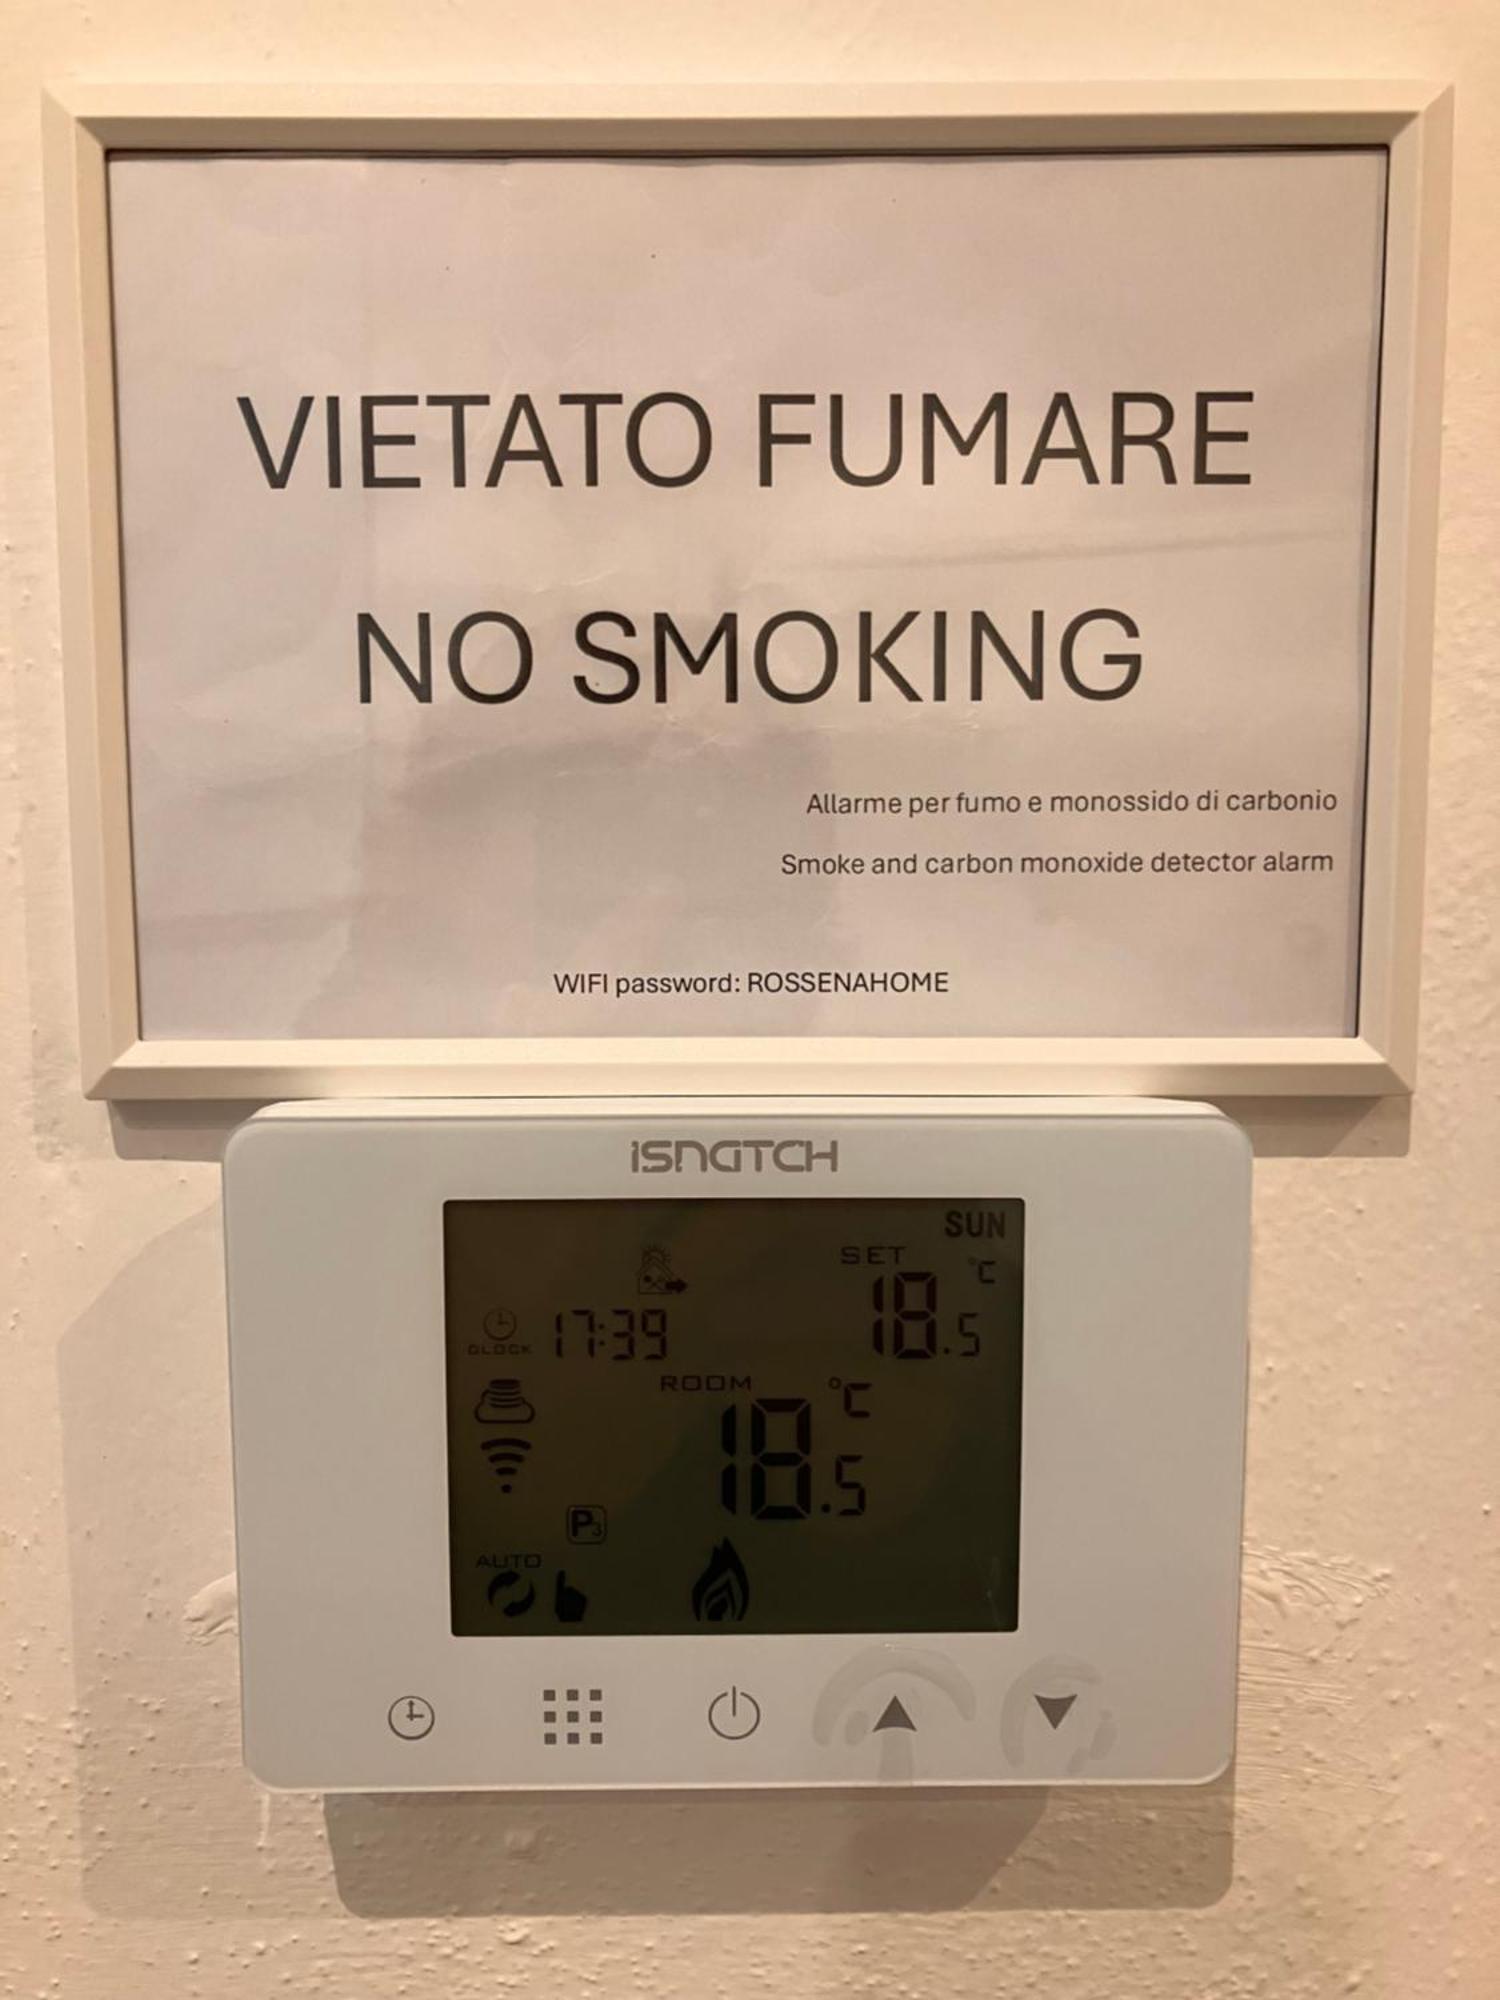 VIETATO FUMARE
NO SMOKING
Allarme per fumo e monossido di carbonio
Smoke and carbon monoxide detector alarm
WIFI password: ROSSENAHOME
iSNATCH
SUN
SET
18.5 °C
CLOCK 17:39
ROOM
18.5 °C
P3
AUTO